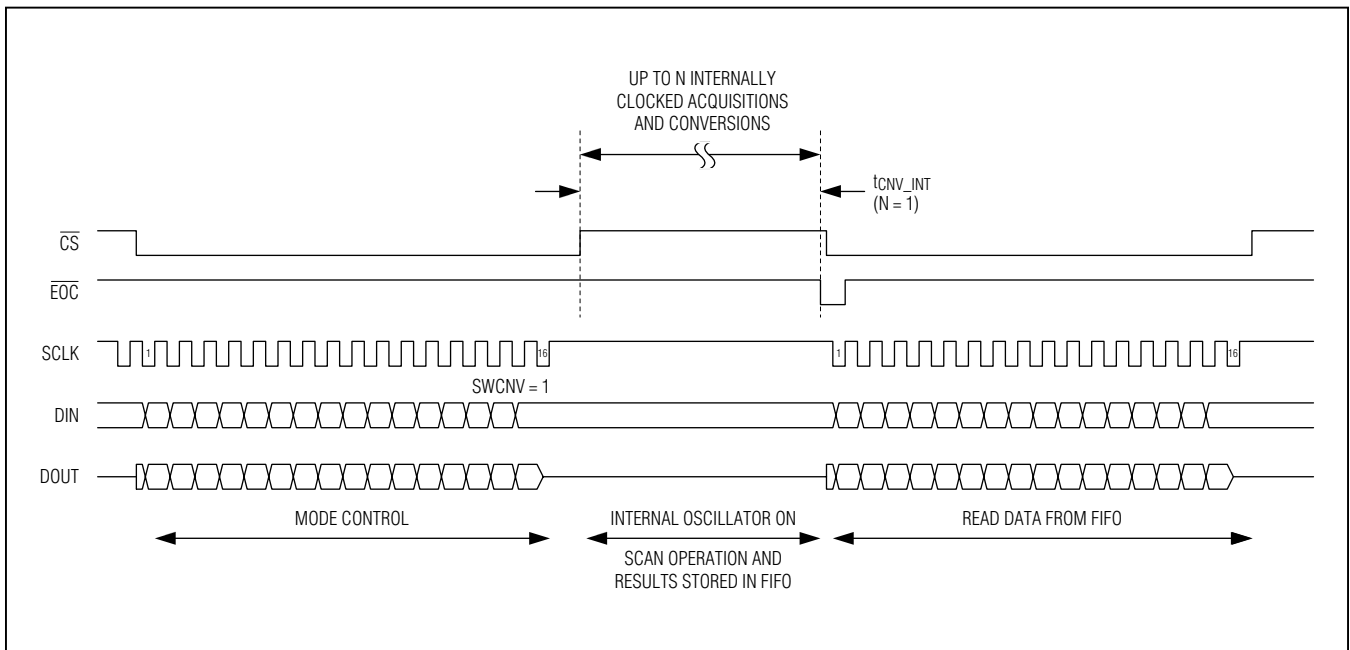 UP TO N INTERNALLY
CLOCKED ACQUISITIONS
AND CONVERSIONS
tCNV_INT
(N = 1)
CS
EOC
SCLK
1
16
1
16
SWCNV = 1
DIN
DOUT
MODE CONTROL
INTERNAL OSCILLATOR ON
READ DATA FROM FIFO
SCAN OPERATION AND
RESULTS STORED IN FIFO